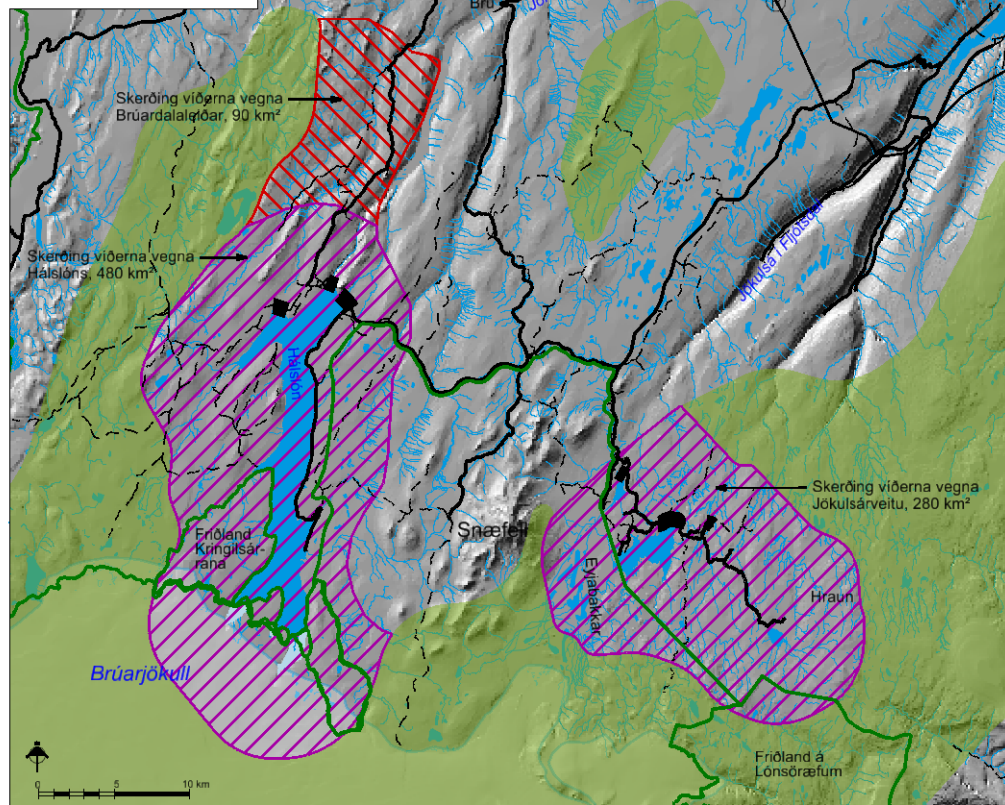 Brú
Skerðing víðerna vegna
Brúardalaleiðar, 90 km²
Skerðing víðerna vegna
Hálslóns, 480 km²
Jökulsá í Fljótsdal
Hálslón
Skerðing víðerna vegna
Jökulsárveitu, 280 km²
Snæfell
Friðland
Kringilsár-
rana
Eyjabakkar
Hraun
Brúarjökull
Friðland á
Lónsöræfum
0 5 10 km